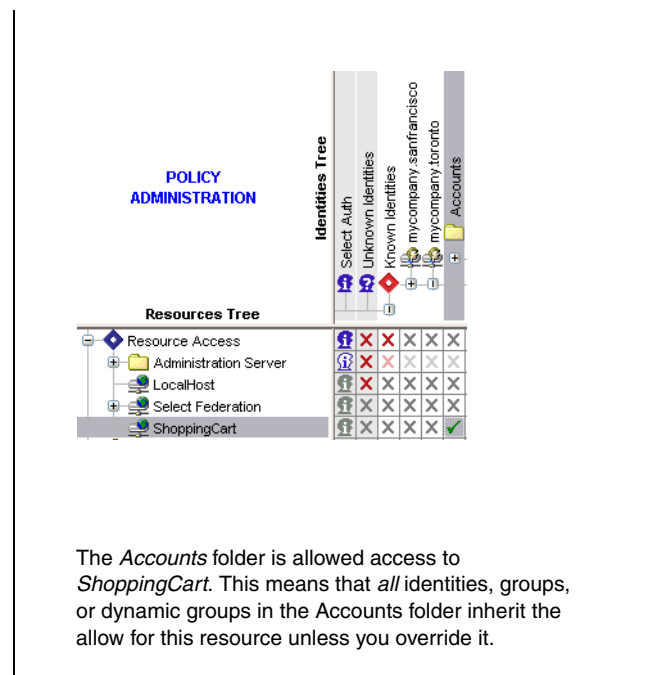 POLICY
ADMINISTRATION
Identities Tree
Select Auth
Unknown Identities
Known Identities
mycompany.sanfrancisco
mycompany.toronto
Accounts
Resources Tree
Resource Access
Administration Server
LocalHost
Select Federation
ShoppingCart
The Accounts folder is allowed access to
ShoppingCart. This means that all identities, groups,
or dynamic groups in the Accounts folder inherit the
allow for this resource unless you override it.